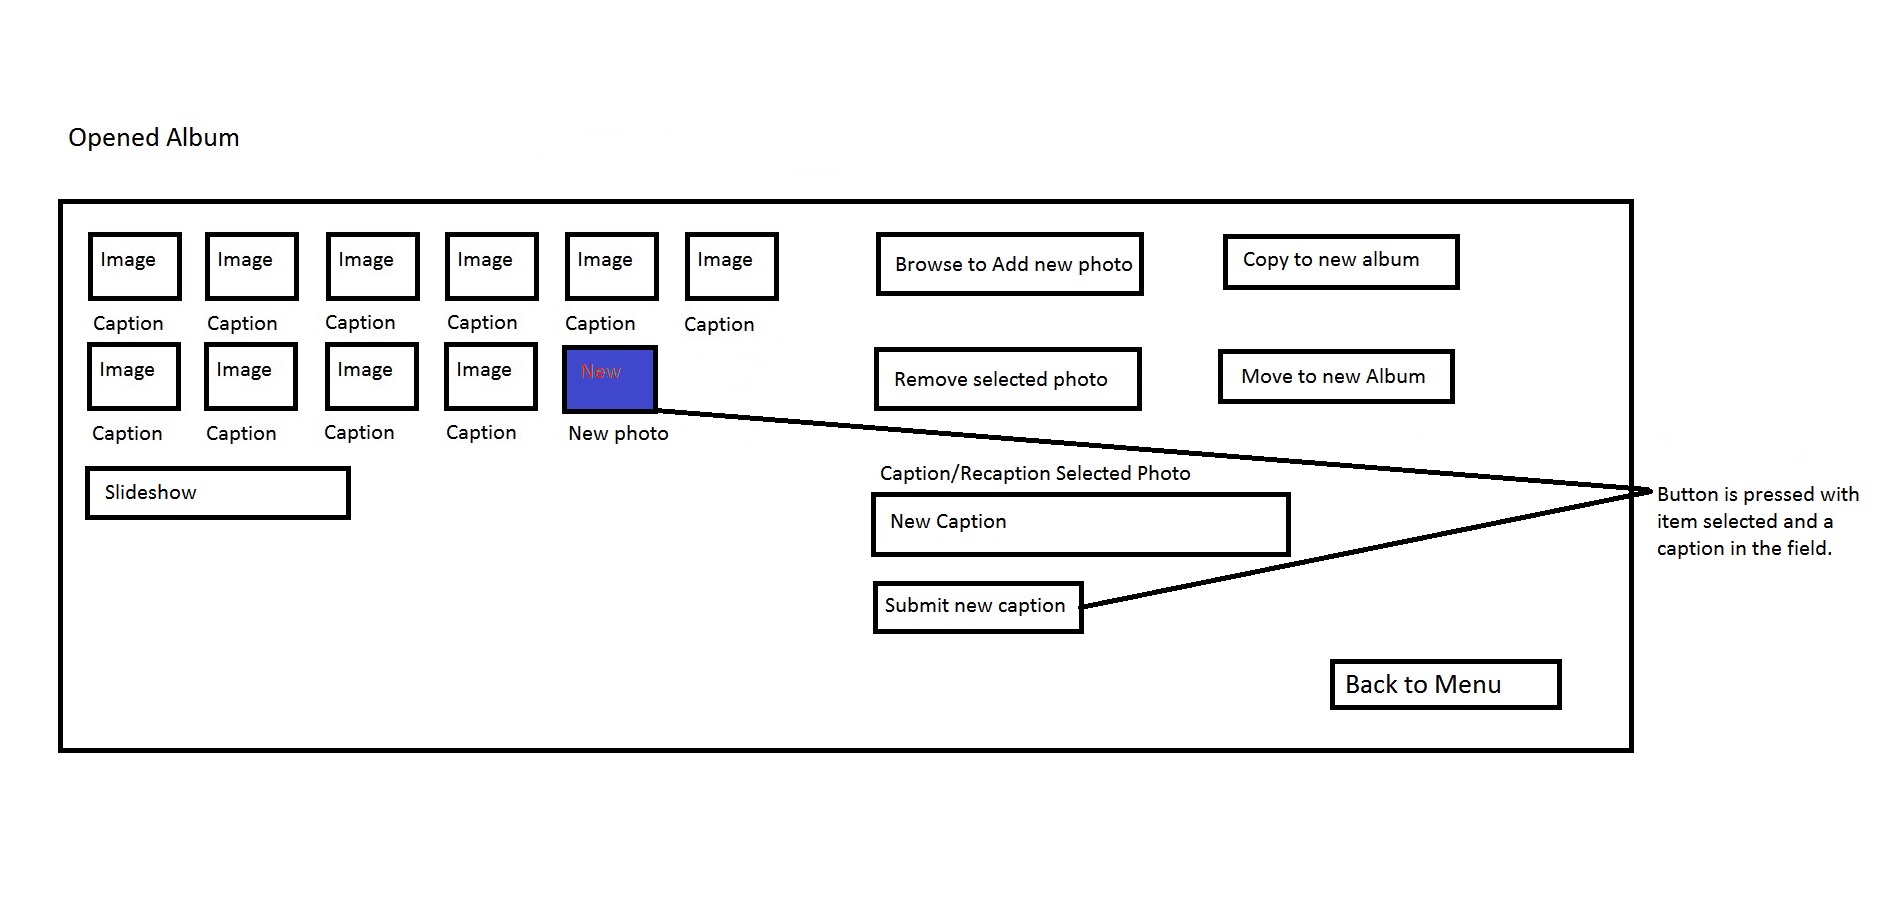 Opened Album
Image Image Image Image Image Image
Caption Caption Caption Caption Caption Caption
Image Image Image Image New
Caption Caption Caption Caption New photo
Slideshow
Browse to Add new photo
Copy to new album
Remove selected photo
Move to new Album
Caption/Recaption Selected Photo
New Caption
Submit new caption
Back to Menu
Button is pressed with
item selected and a
caption in the field.